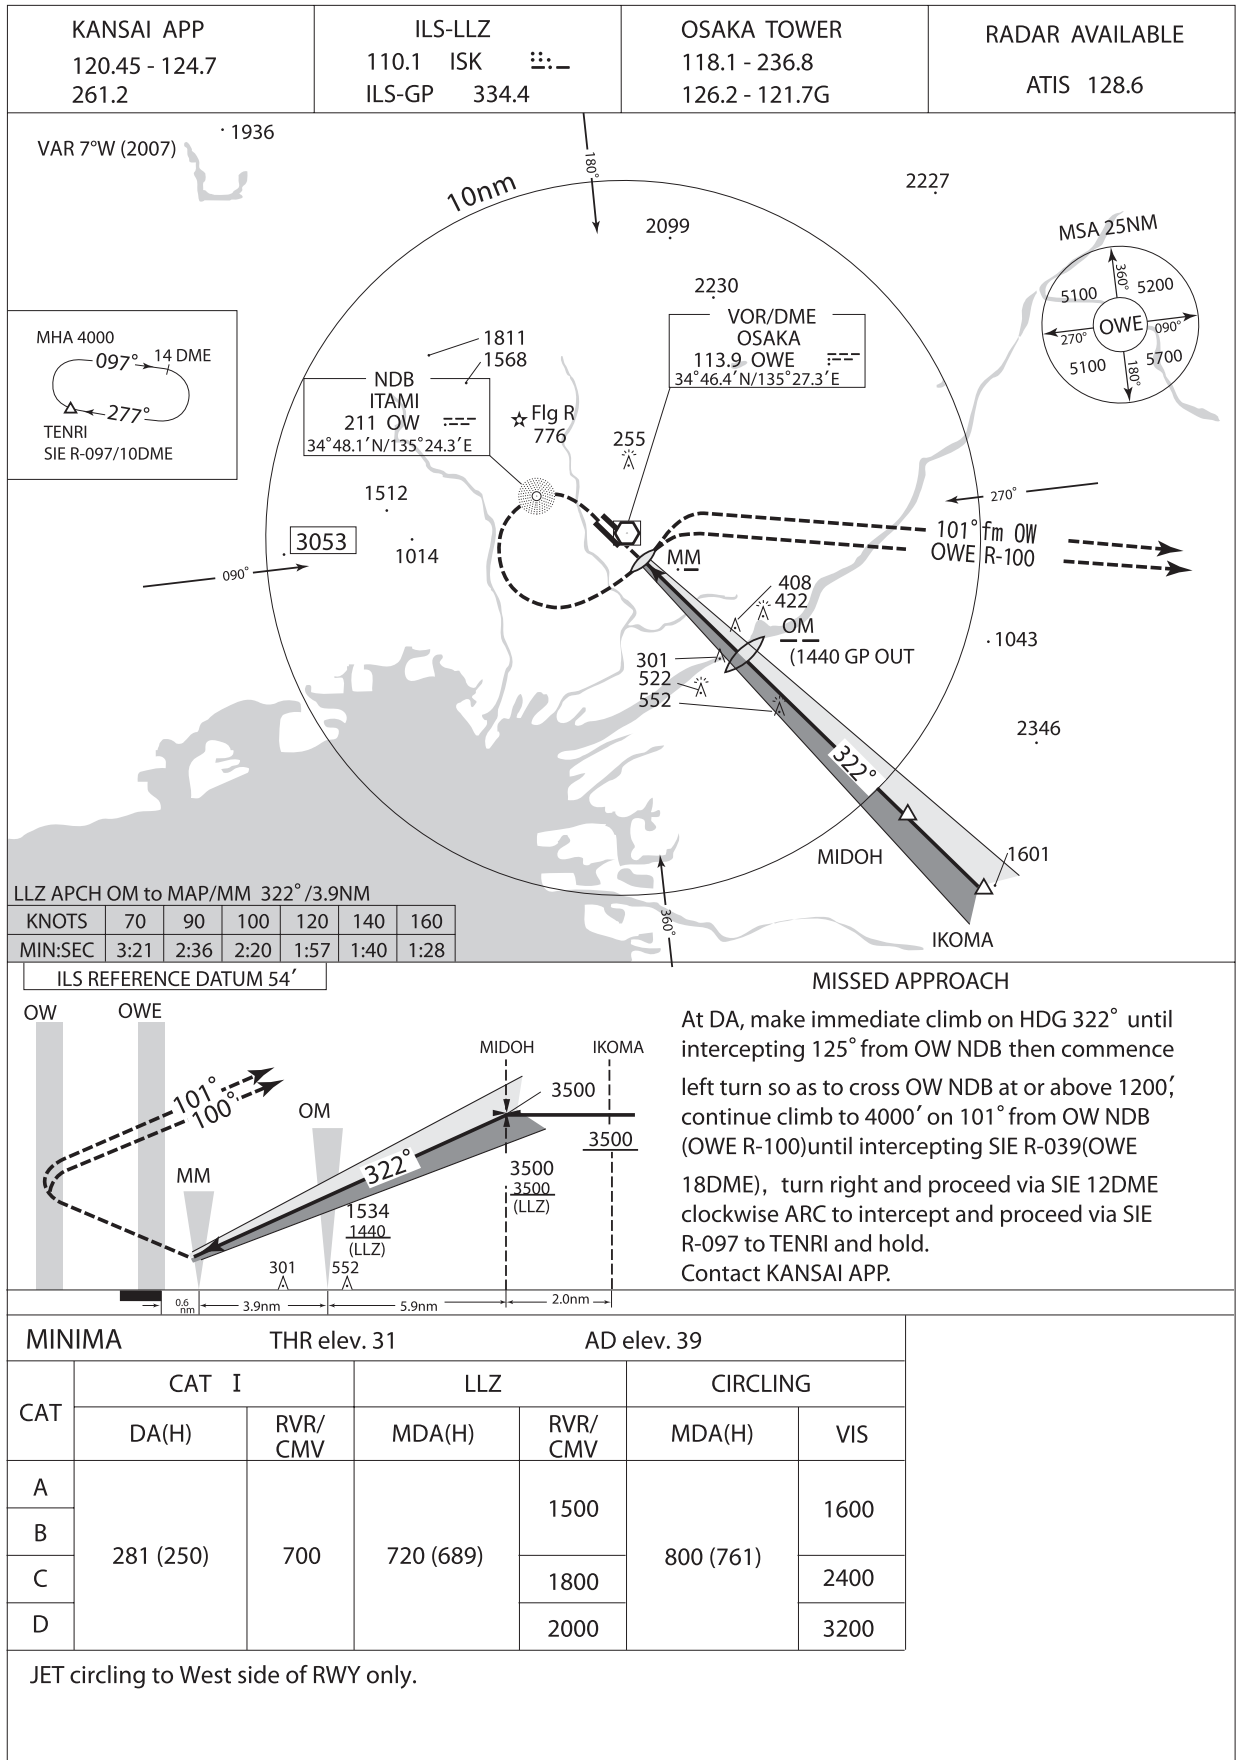 KANSAI APP
120.45 - 124.7
261.2
ILS-LLZ
110.1 ISK
ILS-GP 334.4
OSAKA TOWER
118.1 - 236.8
126.2 - 121.7G
RADAR AVAILABLE
ATIS 128.6
VAR 7°W (2007)
1936
180°
10nm
2227
2099
MSA 25NM
360°
5100
5200
OWE
270°
090°
5100
5700
180°
2230
VOR/DME
OSAKA
113.9 OWE
34°46.4′N/135°27.3′E
MHA 4000
097°
14 DME
277°
TENRI
SIE R-097/10DME
1811
1568
NDB
ITAMI
211 OW
34°48.1′N/135°24.3′E
Flg R
776
255
1512
3053
1014
090°
270°
101° fm OW
OWE R-100
MM
408
422
OM
(1440 GP OUT
301
522
552
1043
2346
322°
MIDOH
1601
IKOMA
360°
LLZ APCH OM to MAP/MM 322°/3.9NM
KNOTS 70 90 100 120 140 160
MIN:SEC 3:21 2:36 2:20 1:57 1:40 1:28
ILS REFERENCE DATUM 54′
OW
OWE
MIDOH
IKOMA
101°
100°
OM
3500
3500
MM
322°
3500
3500
(LLZ)
1534
1440
(LLZ)
301
552
0.6
nm
3.9nm
5.9nm
2.0nm
MISSED APPROACH
At DA, make immediate climb on HDG 322° until
intercepting 125° from OW NDB then commence
left turn so as to cross OW NDB at or above 1200′,
continue climb to 4000′ on 101° from OW NDB
(OWE R-100)until intercepting SIE R-039(OWE
18DME), turn right and proceed via SIE 12DME
clockwise ARC to intercept and proceed via SIE
R-097 to TENRI and hold.
Contact KANSAI APP.
MINIMA THR elev. 31 AD elev. 39
CAT
CAT I
LLZ
CIRCLING
DA(H)
RVR/
CMV
MDA(H)
RVR/
CMV
MDA(H)
VIS
A
B
C
D
281 (250)
700
720 (689)
1500
1800
2000
800 (761)
1600
2400
3200
JET circling to West side of RWY only.